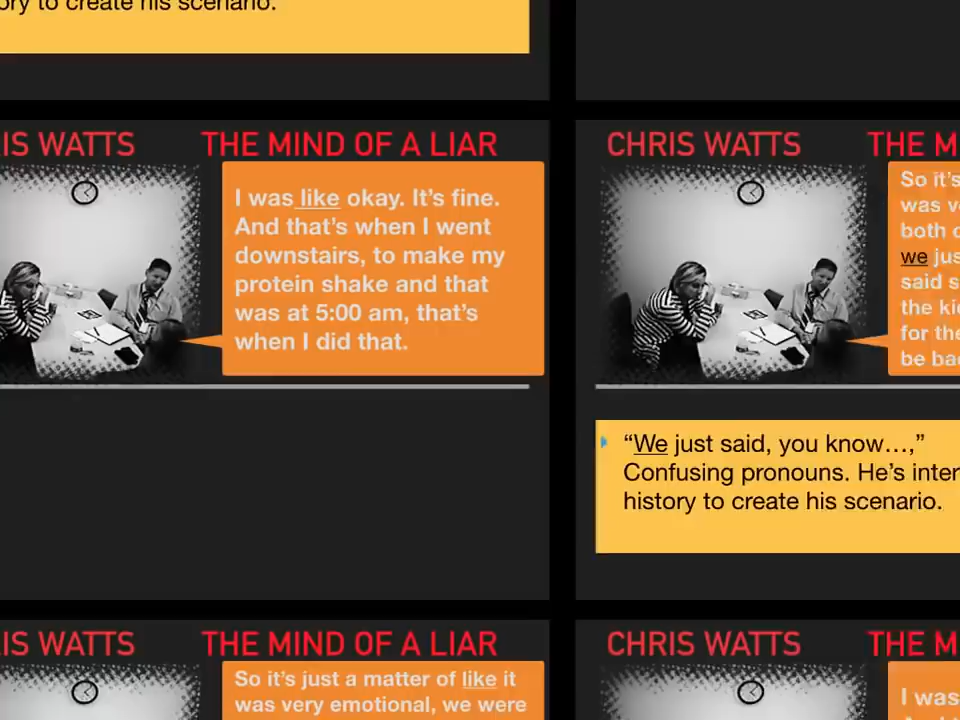 ory to create his scenario.
IS WATTS THE MIND OF A LIAR
I was like okay. It’s fine.
And that’s when I went
downstairs, to make my
protein shake and that
was at 5:00 am, that’s
when I did that.
CHRIS WATTS THE M
So it’s
was v
both
we jus
said s
the ki
for the
be ba
“We just said, you know…,”
Confusing pronouns. He’s inter
history to create his scenario.
IS WATTS THE MIND OF A LIAR
So it’s just a matter of like it
was very emotional, we were
CHRIS WATTS THE M
I was